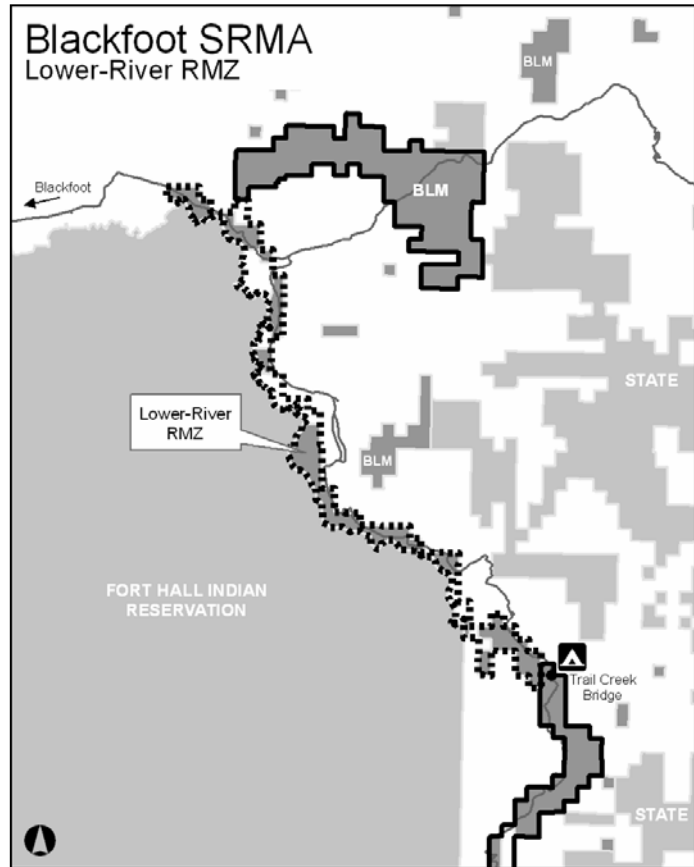 Blackfoot SRMA
Lower-River RMZ
BLM
Blackfoot
BLM
STATE
Lower-River
RMZ
BLM
FORT HALL INDIAN
RESERVATION
Trail Creek
Bridge
STATE